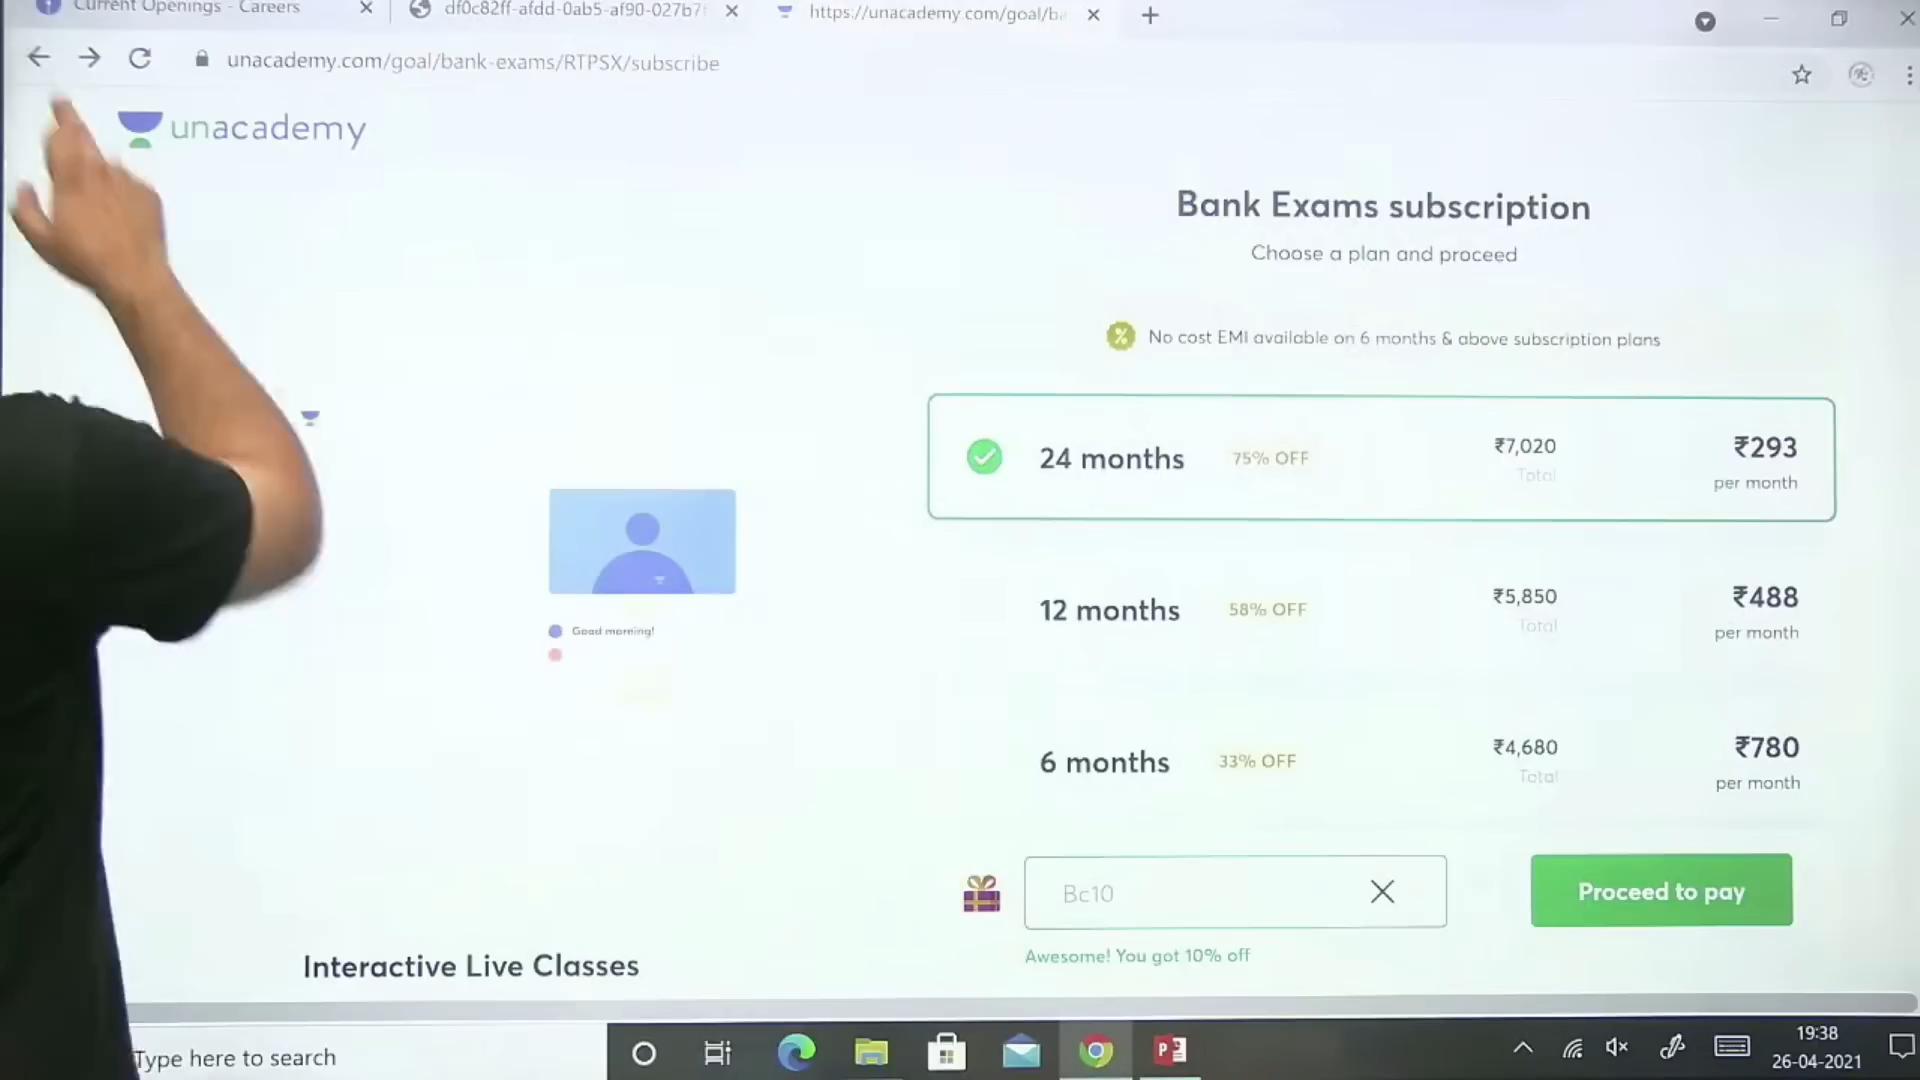 Current Openings - Careers
df0c82ff-afdd-0ab5-af90-027b7
https://unacademy.com/goal/ba
unacademy.com/goal/bank-exams/RTPSX/subscribe
unacademy
Bank Exams subscription
Choose a plan and proceed
No cost EMI available on 6 months & above subscription plans
24 months 75% OFF ₹7,020 ₹293
Total per month
12 months 58% OFF ₹5,850 ₹488
Total per month
6 months 33% OFF ₹4,680 ₹780
Total per month
Good morning!
Bc10
Proceed to pay
Awesome! You got 10% off
Interactive Live Classes
Type here to search
19:38
26-04-2021